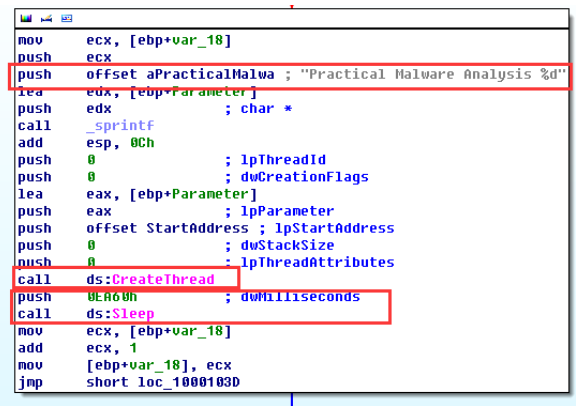 mov ecx, [ebp+var_18]
push ecx
push offset aPracticalMalwa ; "Practical Malware Analysis %d"
lea edx, [ebp+Parameter]
push edx ; char *
call _sprintf
add esp, 0Ch
push 0 ; lpThreadId
push 0 ; dwCreationFlags
lea eax, [ebp+Parameter]
push eax ; lpParameter
push offset StartAddress ; lpStartAddress
push 0 ; dwStackSize
push 0 ; lpThreadAttributes
call ds:CreateThread
push 0EA60h ; dwMilliseconds
call ds:Sleep
mov ecx, [ebp+var_18]
add ecx, 1
mov [ebp+var_18], ecx
jmp short loc_1000103D